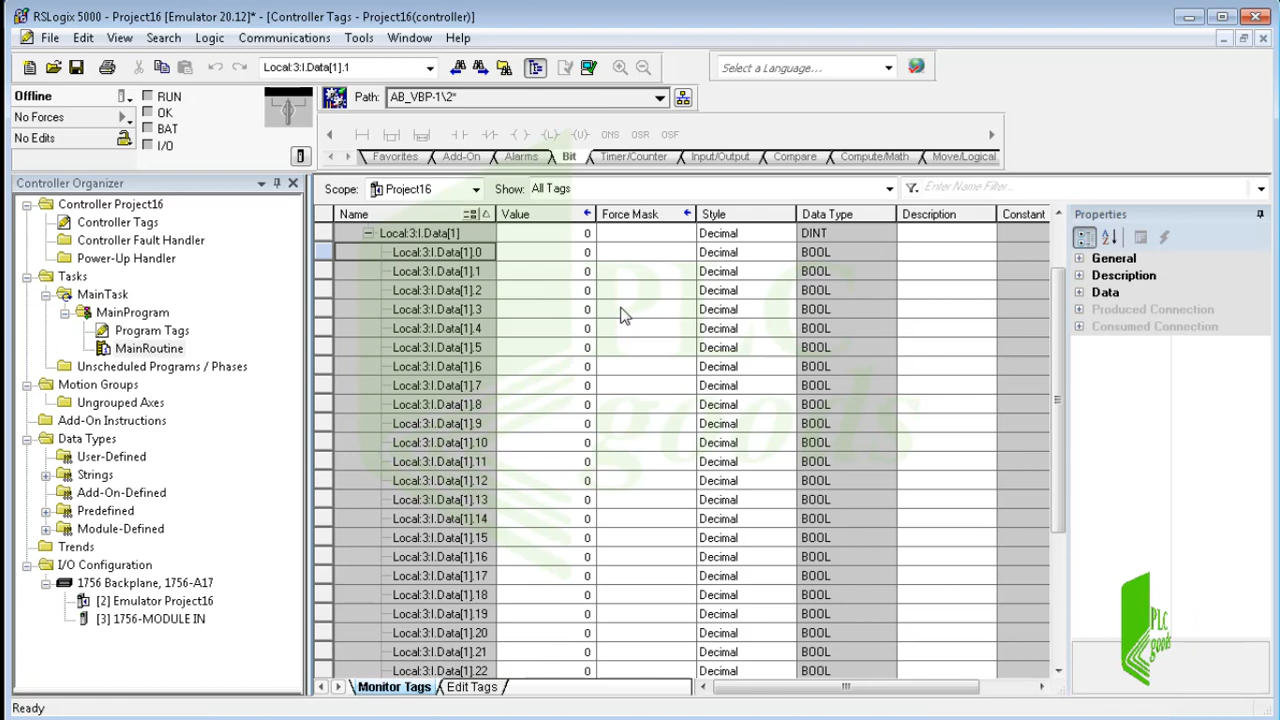 RSLogix 5000 - Project16 [Emulator 20.12]* - [Controller Tags - Project16(controller)]
File Edit View Search Logic Communications Tools Window Help
Local:3:I.Data[1].1
Select a Language...
Offline
RUN
No Forces
OK
No Edits
BAT
I/O
Path: AB_VBP-1\2*
ONS OSR OSF
Favorites Add-On Alarms Bit Timer/Counter Input/Output Compare Compute/Math Move/Logical
Controller Organizer
Controller Project16
Controller Tags
Controller Fault Handler
Power-Up Handler
Tasks
MainTask
MainProgram
Program Tags
MainRoutine
Unscheduled Programs / Phases
Motion Groups
Ungrouped Axes
Add-On Instructions
Data Types
User-Defined
Strings
Add-On-Defined
Predefined
Module-Defined
Trends
I/O Configuration
1756 Backplane, 1756-A17
[2] Emulator Project16
[3] 1756-MODULE IN
Scope: Project16 Show: All Tags Enter Name Filter...
Name Value Force Mask Style Data Type Description Constant
Local:3:I.Data[1] 0 Decimal DINT
Local:3:I.Data[1].0 0 Decimal BOOL
Local:3:I.Data[1].1 0 Decimal BOOL
Local:3:I.Data[1].2 0 Decimal BOOL
Local:3:I.Data[1].3 0 Decimal BOOL
Local:3:I.Data[1].4 0 Decimal BOOL
Local:3:I.Data[1].5 0 Decimal BOOL
Local:3:I.Data[1].6 0 Decimal BOOL
Local:3:I.Data[1].7 0 Decimal BOOL
Local:3:I.Data[1].8 0 Decimal BOOL
Local:3:I.Data[1].9 0 Decimal BOOL
Local:3:I.Data[1].10 0 Decimal BOOL
Local:3:I.Data[1].11 0 Decimal BOOL
Local:3:I.Data[1].12 0 Decimal BOOL
Local:3:I.Data[1].13 0 Decimal BOOL
Local:3:I.Data[1].14 0 Decimal BOOL
Local:3:I.Data[1].15 0 Decimal BOOL
Local:3:I.Data[1].16 0 Decimal BOOL
Local:3:I.Data[1].17 0 Decimal BOOL
Local:3:I.Data[1].18 0 Decimal BOOL
Local:3:I.Data[1].19 0 Decimal BOOL
Local:3:I.Data[1].20 0 Decimal BOOL
Local:3:I.Data[1].21 0 Decimal BOOL
Local:3:I.Data[1].22 0 Decimal BOOL
Monitor Tags Edit Tags
Properties
General
Description
Data
Produced Connection
Consumed Connection
PLC
goods
PLC
goods
Ready